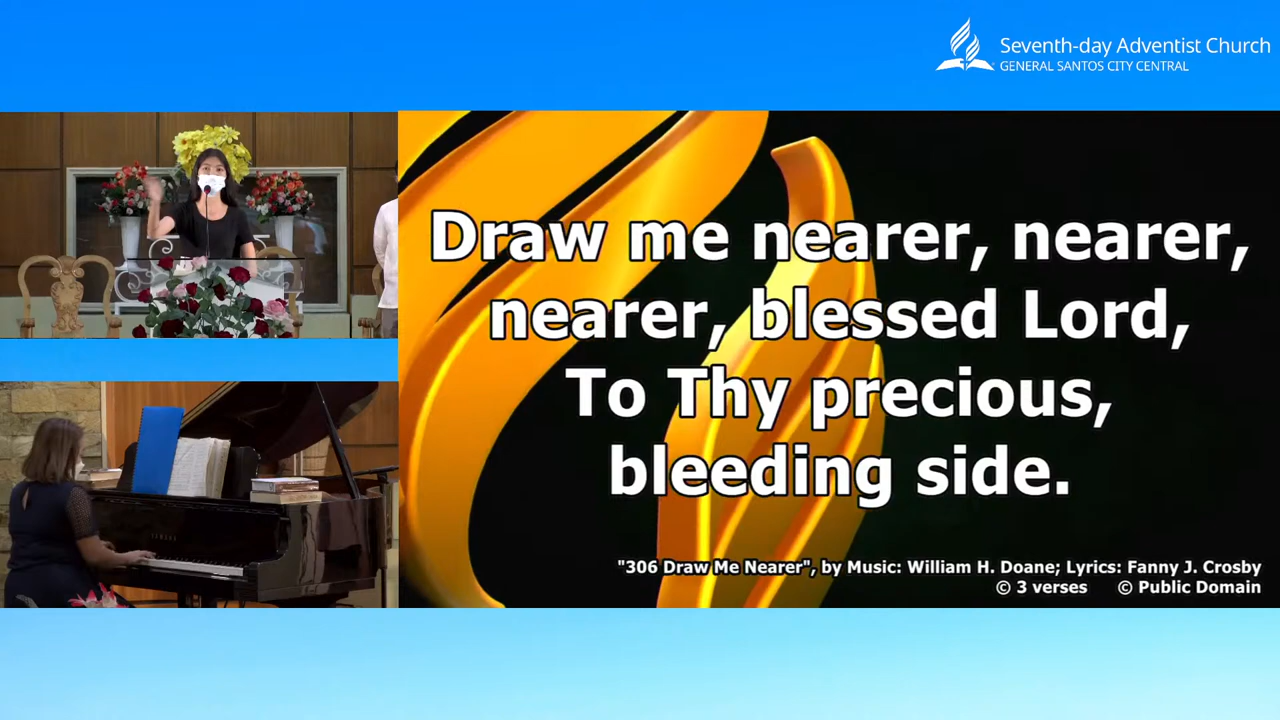 Seventh-day Adventist Church
GENERAL SANTOS CITY CENTRAL
Draw me nearer, nearer,
nearer, blessed Lord,
To Thy precious,
bleeding side.
"306 Draw Me Nearer", by Music: William H. Doane; Lyrics: Fanny J. Crosby
© 3 verses © Public Domain